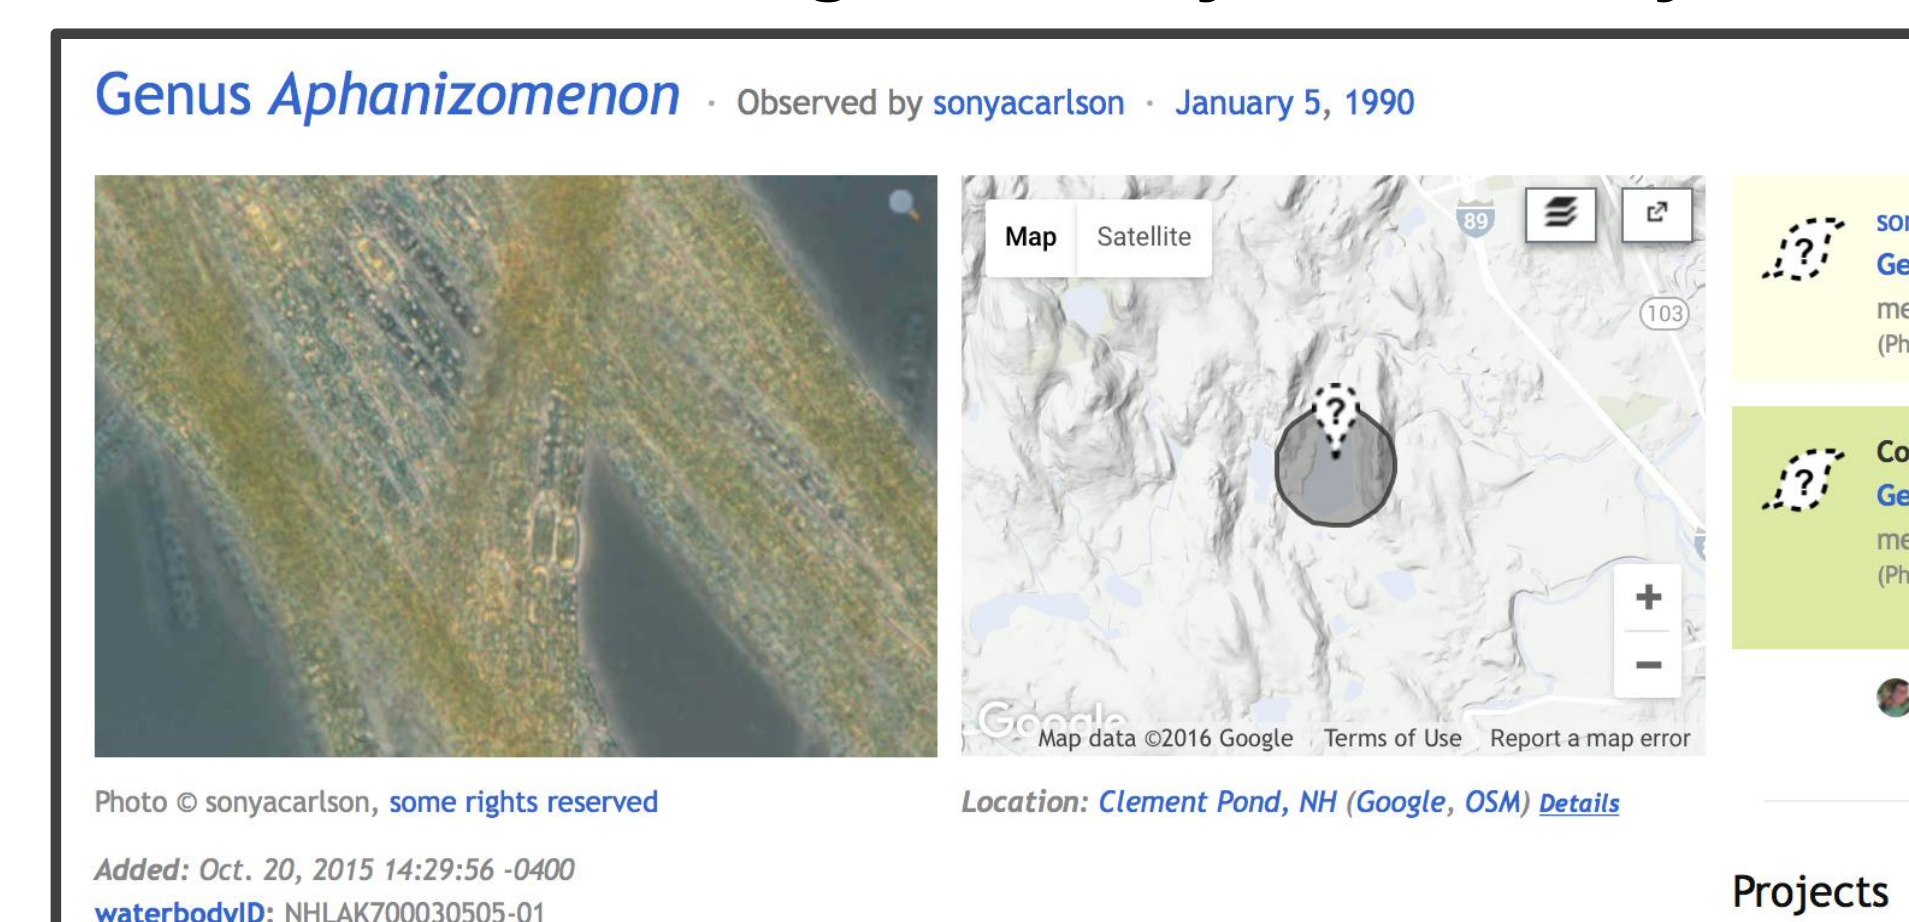 Genus Aphanizomenon · Observed by sonyacarlson · January 5, 1990
Map Satellite
89
103
?
Google
Map data ©2016 Google Terms of Use Report a map error
Photo © sonyacarlson, some rights reserved
Location: Clement Pond, NH (Google, OSM) Details
Added: Oct. 20, 2015 14:29:56 -0400
waterbodyID: NHLAK700030505-01
?
?
Projects